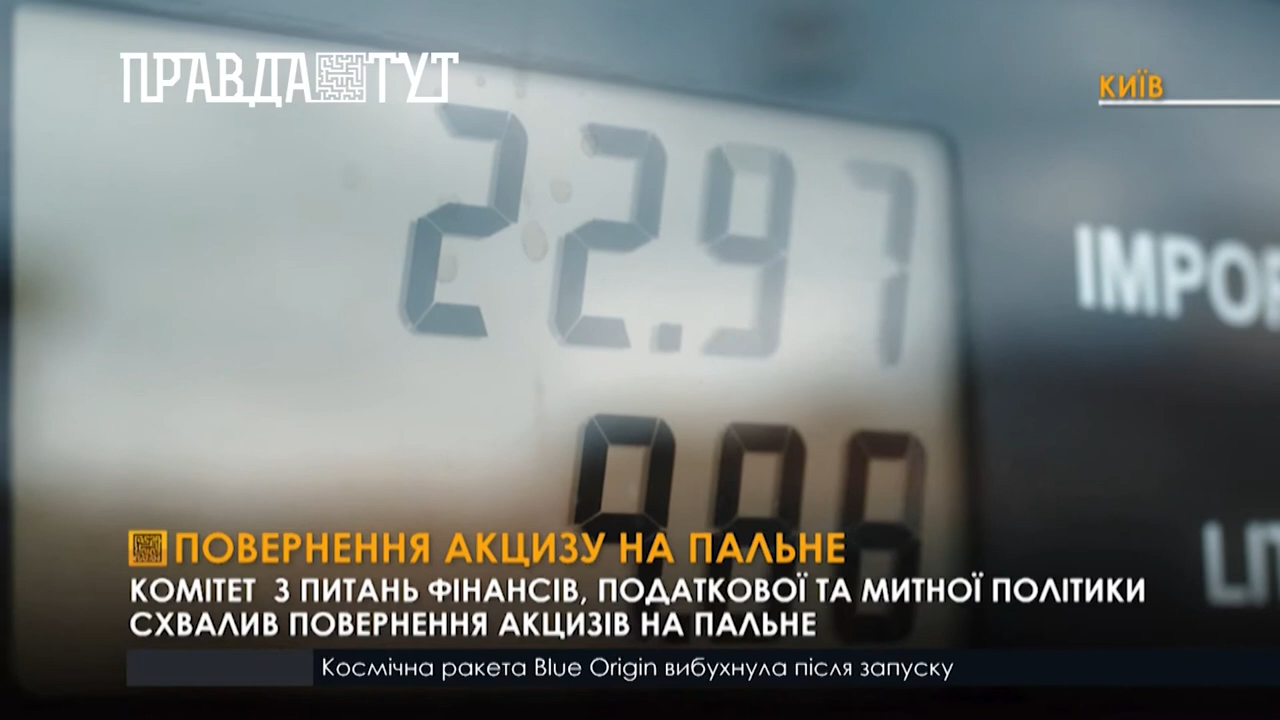 ПРАВДА ТУТ
КИЇВ
22.97
ПОВЕРНЕННЯ АКЦИЗУ НА ПАЛЬНЕ
КОМІТЕТ З ПИТАНЬ ФІНАНСІВ, ПОДАТКОВОЇ ТА МИТНОЇ ПОЛІТИКИ
СХВАЛИВ ПОВЕРНЕННЯ АКЦИЗІВ НА ПАЛЬНЕ
Космічна ракета Blue Origin вибухнула після запуску